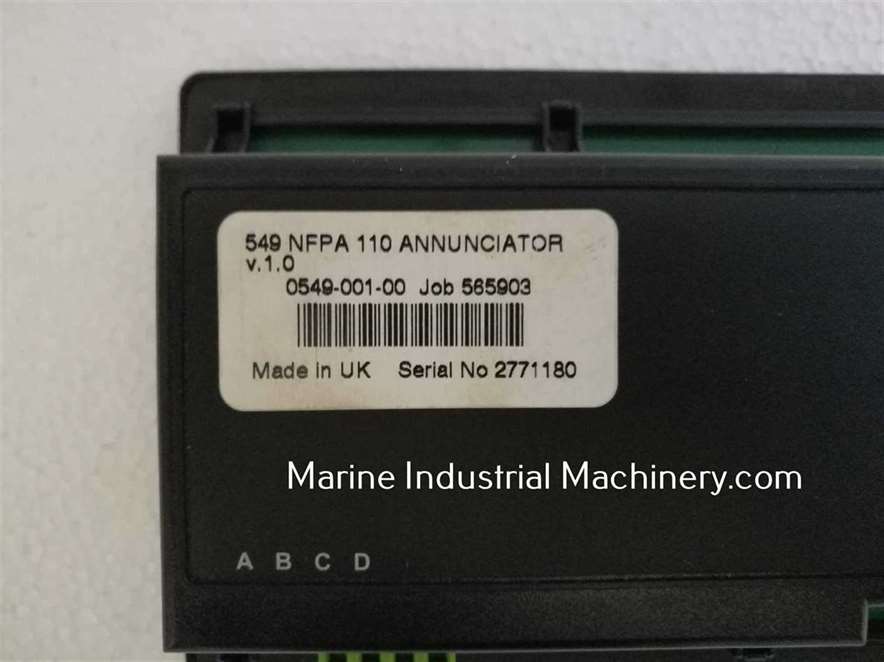 549 NFPA 110 ANNUNCIATOR
v.1.0
0549-001-00 Job 565903
Made in UK Serial No 2771180
Marine Industrial Machinery.com
A B C D